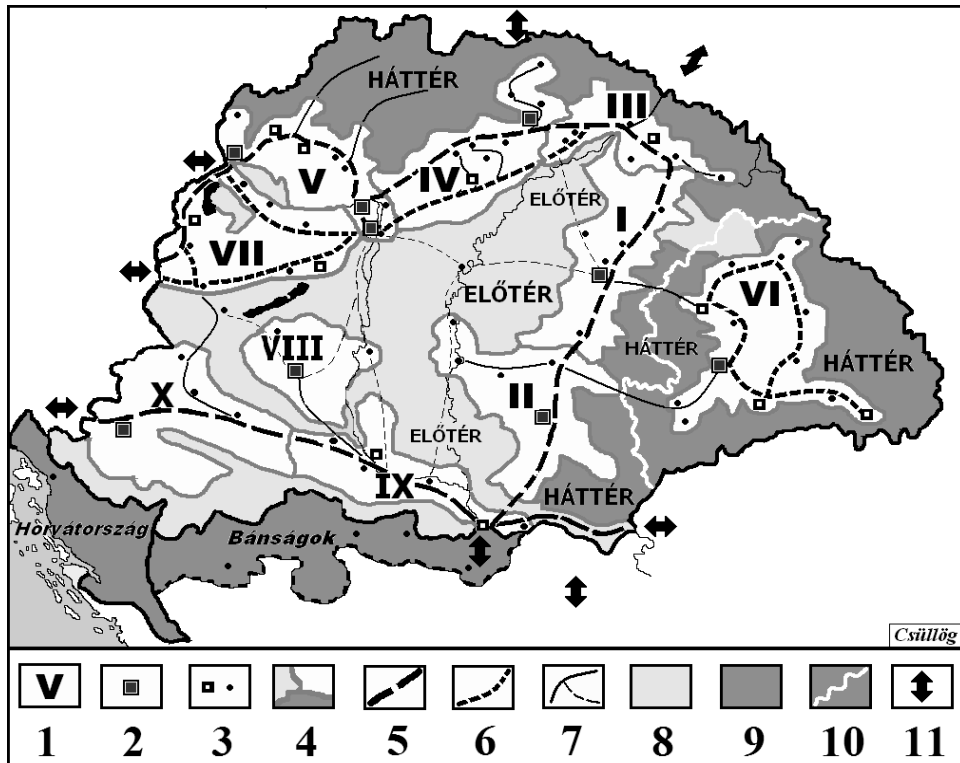 HÁTTÉR
III
V
IV
ELŐTÉR
I
VII
ELŐTÉR
VI
VIII
HÁTTÉR
HÁTTÉR
X
II
ELŐTÉR
IX
HÁTTÉR
Horvátország
Bánságok
Csüllög
V
1 2 3 4 5 6 7 8 9 10 11